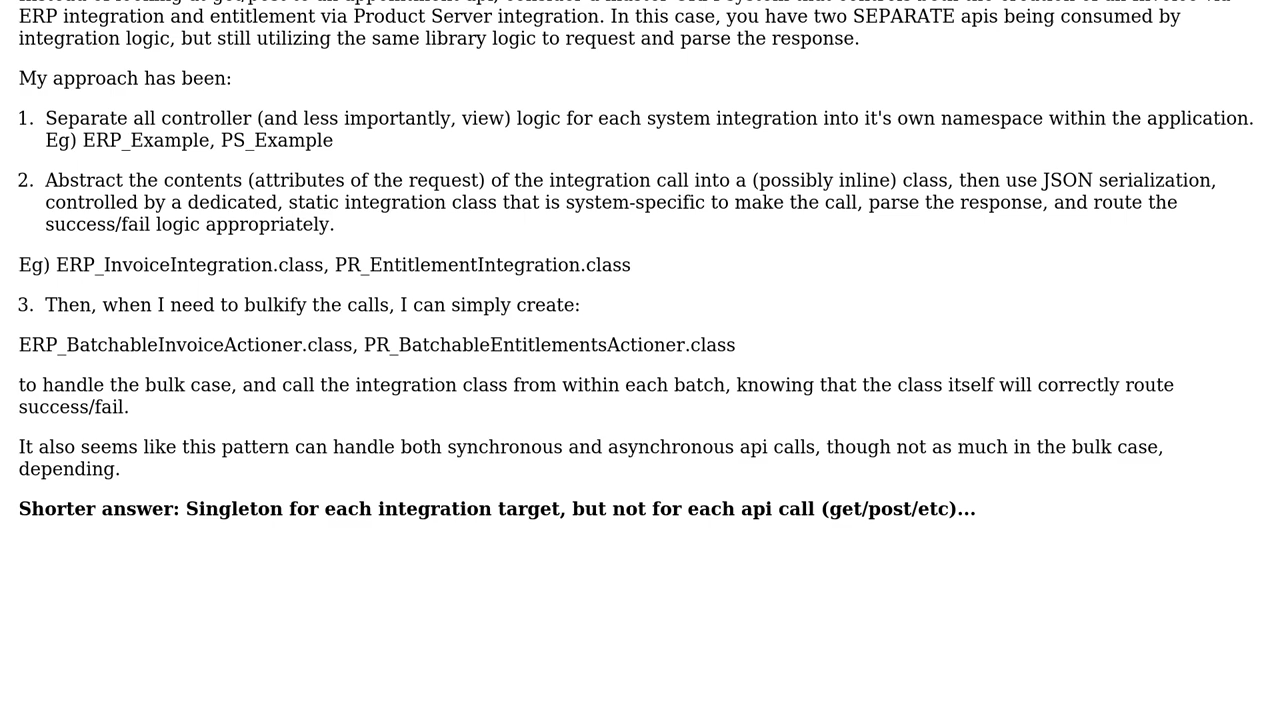 ERP integration and entitlement via Product Server integration. In this case, you have two SEPARATE apis being consumed by
integration logic, but still utilizing the same library logic to request and parse the response.
My approach has been:
1. Separate all controller (and less importantly, view) logic for each system integration into it's own namespace within the application.
Eg) ERP_Example, PS_Example
2. Abstract the contents (attributes of the request) of the integration call into a (possibly inline) class, then use JSON serialization,
controlled by a dedicated, static integration class that is system-specific to make the call, parse the response, and route the
success/fail logic appropriately.
Eg) ERP_InvoiceIntegration.class, PR_EntitlementIntegration.class
3. Then, when I need to bulkify the calls, I can simply create:
ERP_BatchableInvoiceActioner.class, PR_BatchableEntitlementsActioner.class
to handle the bulk case, and call the integration class from within each batch, knowing that the class itself will correctly route
success/fail.
It also seems like this pattern can handle both synchronous and asynchronous api calls, though not as much in the bulk case,
depending.
Shorter answer: Singleton for each integration target, but not for each api call (get/post/etc)...